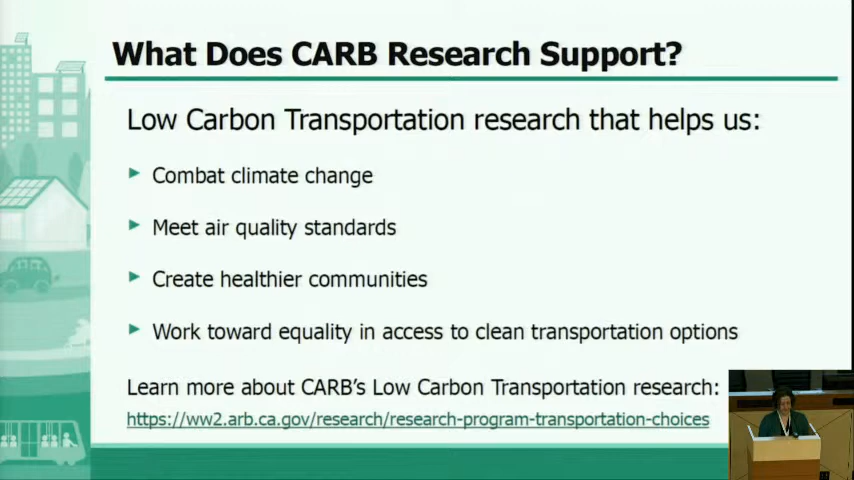 What Does CARB Research Support?
Low Carbon Transportation research that helps us:
Combat climate change
Meet air quality standards
Create healthier communities
Work toward equality in access to clean transportation options
Learn more about CARB's Low Carbon Transportation research:
https://ww2.arb.ca.gov/research/research-program-transportation-choices